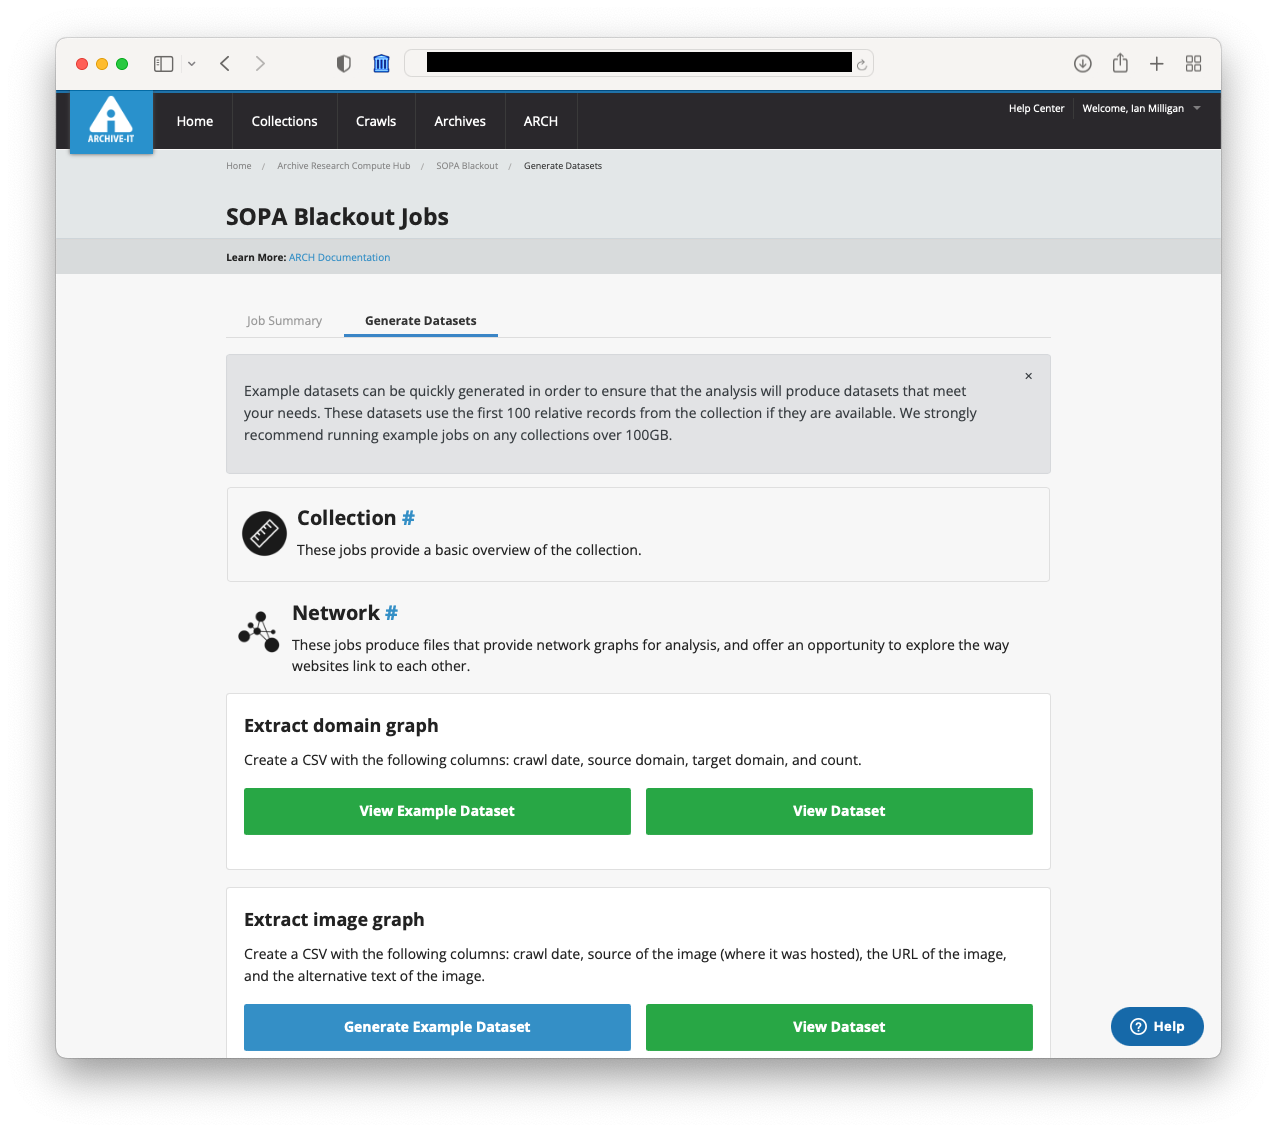 ARCHIVE-IT
Home
Collections
Crawls
Archives
ARCH
Help Center
Welcome, Ian Milligan
Home / Archive Research Compute Hub / SOPA Blackout / Generate Datasets
SOPA Blackout Jobs
Learn More: ARCH Documentation
Job Summary
Generate Datasets
×
Example datasets can be quickly generated in order to ensure that the analysis will produce datasets that meet
your needs. These datasets use the first 100 relative records from the collection if they are available. We strongly
recommend running example jobs on any collections over 100GB.
Collection #
These jobs provide a basic overview of the collection.
Network #
These jobs produce files that provide network graphs for analysis, and offer an opportunity to explore the way
websites link to each other.
Extract domain graph
Create a CSV with the following columns: crawl date, source domain, target domain, and count.
View Example Dataset
View Dataset
Extract image graph
Create a CSV with the following columns: crawl date, source of the image (where it was hosted), the URL of the image,
and the alternative text of the image.
Generate Example Dataset
View Dataset
? Help